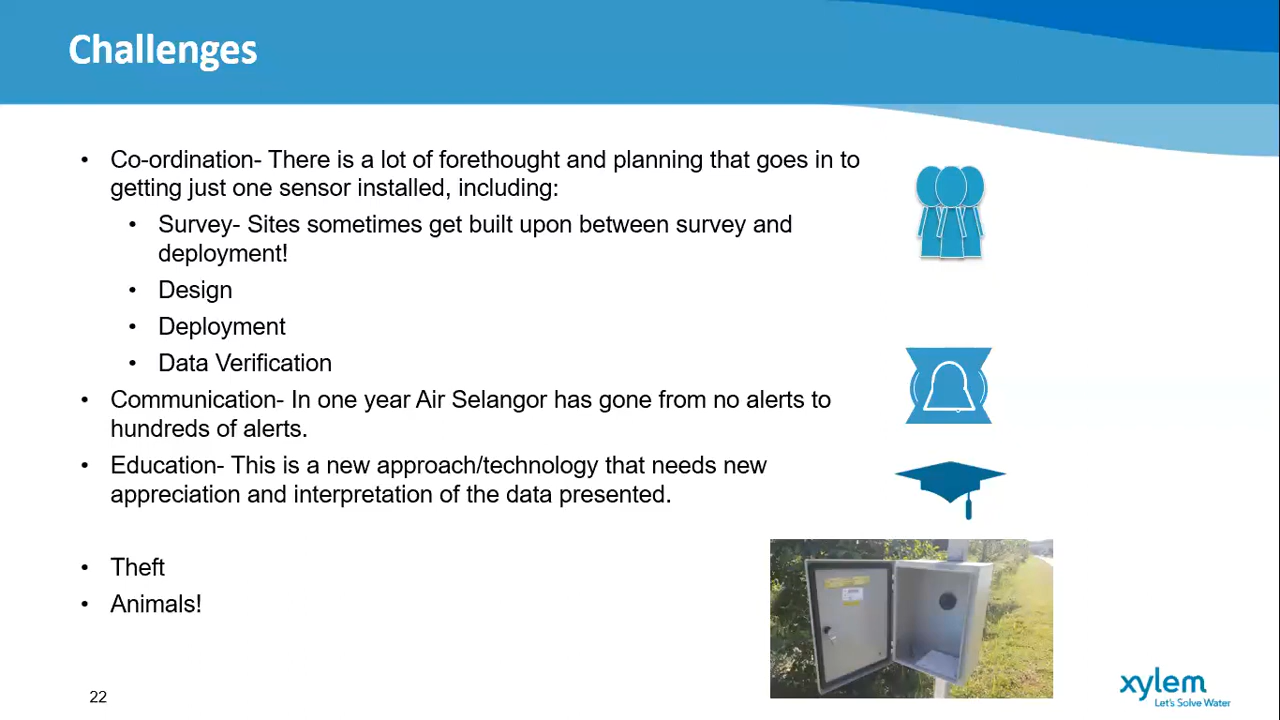 Challenges
• Co-ordination- There is a lot of forethought and planning that goes in to
getting just one sensor installed, including:
• Survey- Sites sometimes get built upon between survey and
deployment!
• Design
• Deployment
• Data Verification
• Communication- In one year Air Selangor has gone from no alerts to
hundreds of alerts.
• Education- This is a new approach/technology that needs new
appreciation and interpretation of the data presented.
• Theft
• Animals!
22
xylem
Let's Solve Water